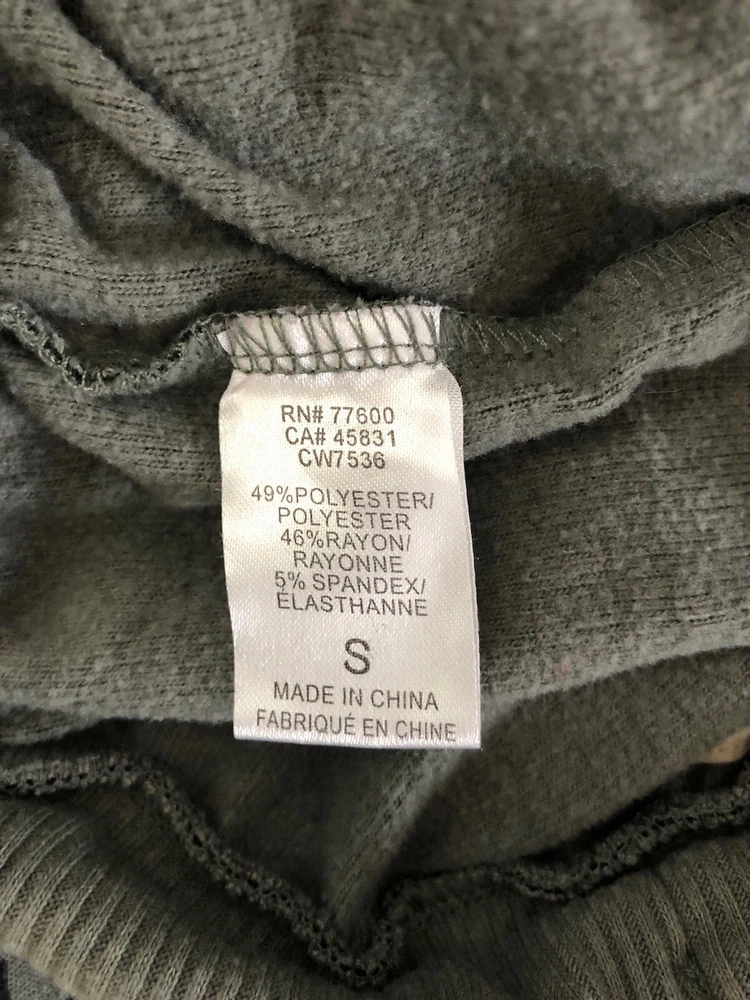 RN# 77600
CA# 45831
CW7536
49%POLYESTER/
POLYESTER
46%RAYON/
RAYONNE
5% SPANDEX/
ÉLASTHANNE
S
MADE IN CHINA
FABRIQUÉ EN CHINE